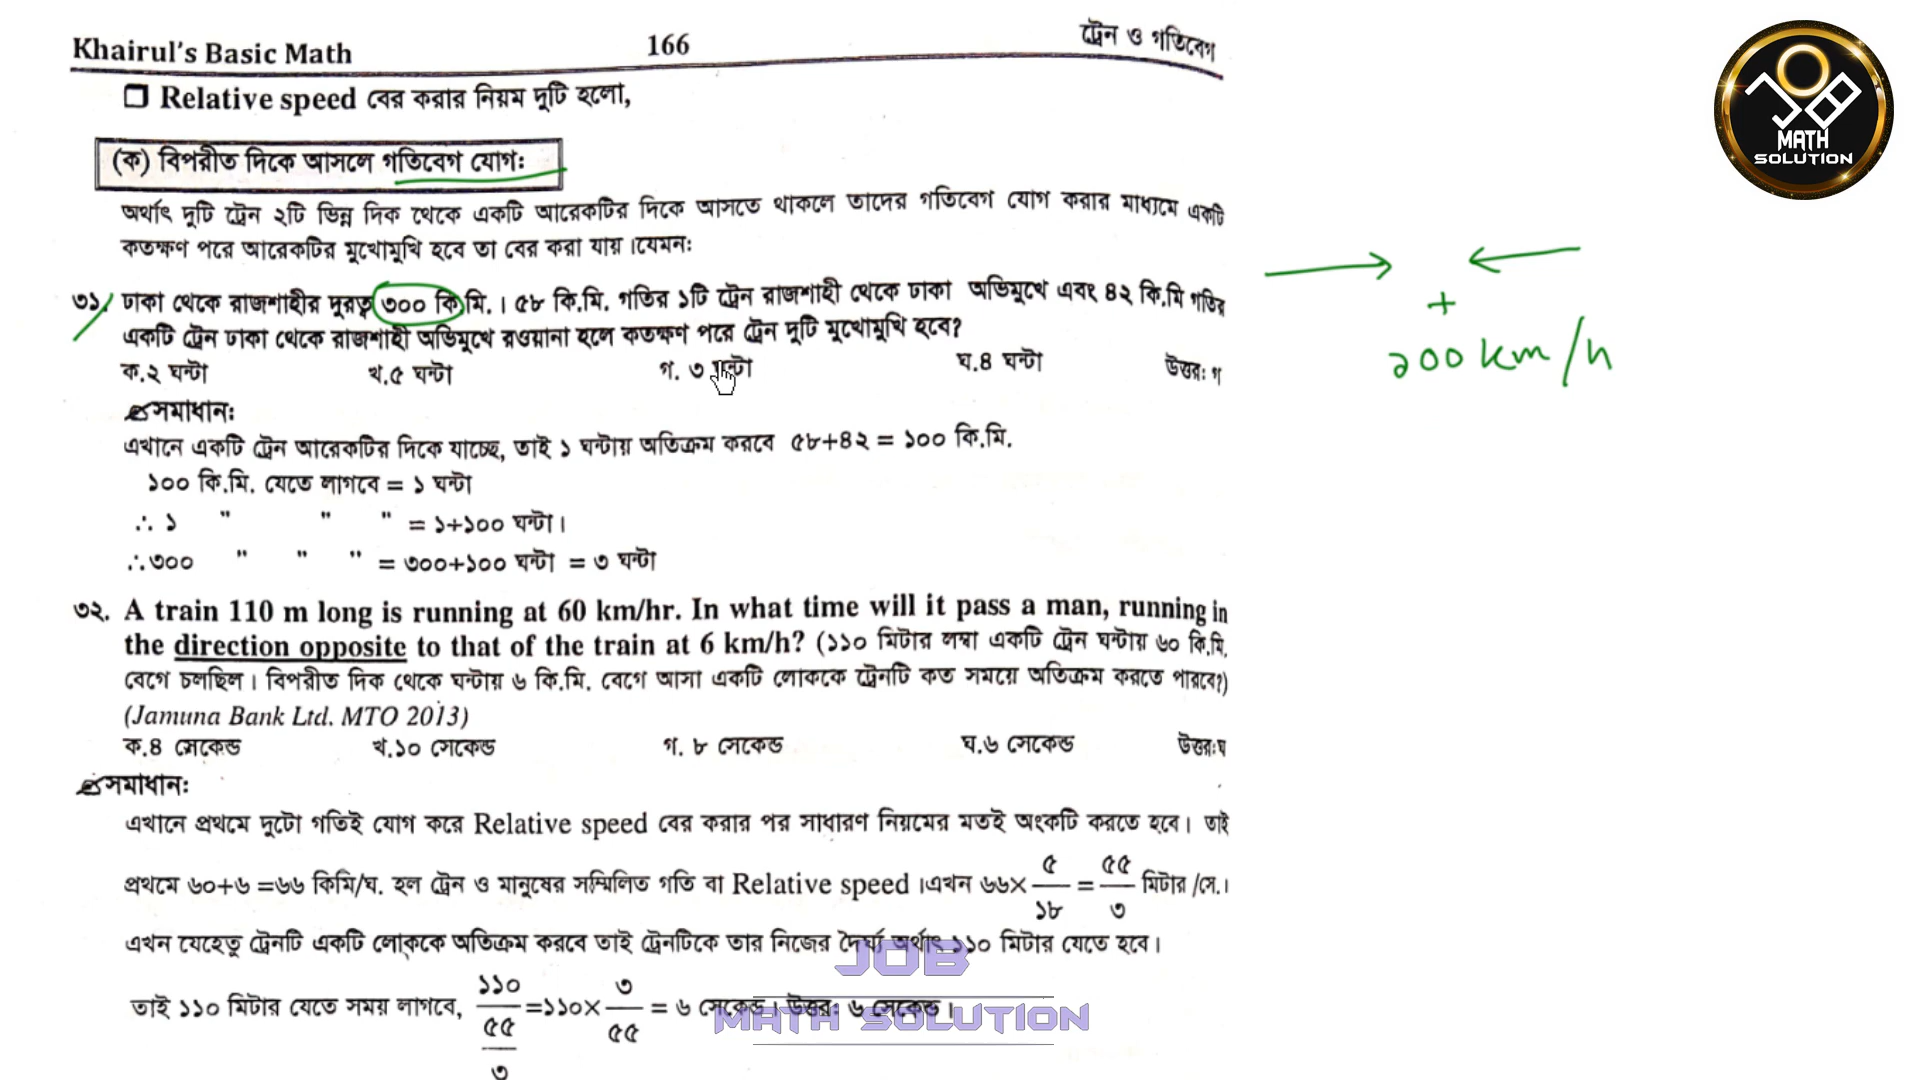 Khairul's Basic Math 166 ট্রেন ও গতিবেগ
❒ Relative speed বের করার নিয়ম দুটি হলো,
(ক) বিপরীত দিকে আসলে গতিবেগ যোগঃ
অর্থাৎ দুটি ট্রেন ২টি ভিন্ন দিক থেকে একটি আরেকটির দিকে আসতে থাকলে তাদের গতিবেগ যোগ করার মাধ্যমে একটি
কতক্ষণ পরে আরেকটির মুখোমুখি হবে তা বের করা যায়।যেমনঃ
৩১. ঢাকা থেকে রাজশাহীর দূরত্ব ৩০০ কি.মি.। ৫৮ কি.মি. গতির ১টি ট্রেন রাজশাহী থেকে ঢাকা অভিমুখে এবং ৪২ কি.মি গতির
একটি ট্রেন ঢাকা থেকে রাজশাহী অভিমুখে রওয়ানা হলে কতক্ষণ পরে ট্রেন দুটি মুখোমুখি হবে?
ক.২ ঘন্টা খ.৫ ঘন্টা গ. ৩ ঘন্টা ঘ.৪ ঘন্টা উত্তরঃ গ
সমাধানঃ
এখানে একটি ট্রেন আরেকটির দিকে যাচ্ছে, তাই ১ ঘন্টায় অতিক্রম করবে ৫৮+৪২ = ১০০ কি.মি.
১০০ কি.মি. যেতে লাগবে = ১ ঘন্টা
∴ ১ " " " = ১÷১০০ ঘন্টা।
∴৩০০ " " " = ৩০০÷১০০ ঘন্টা = ৩ ঘন্টা
৩২. A train 110 m long is running at 60 km/hr. In what time will it pass a man, running in
the direction opposite to that of the train at 6 km/h? (১১০ মিটার লম্বা একটি ট্রেন ঘন্টায় ৬০ কি.মি.
বেগে চলছিল। বিপরীত দিক থেকে ঘন্টায় ৬ কি.মি. বেগে আসা একটি লোককে ট্রেনটি কত সময়ে অতিক্রম করতে পারবে?)
(Jamuna Bank Ltd. MTO 2013)
ক.৪ সেকেন্ড খ.১০ সেকেন্ড গ. ৮ সেকেন্ড ঘ.৬ সেকেন্ড উত্তরঃঘ
সমাধানঃ
এখানে প্রথমে দুটো গতিই যোগ করে Relative speed বের করার পর সাধারণ নিয়মের মতই অংকটি করতে হবে। তাই
প্রথমে ৬০+৬ =৬৬ কিমি/ঘ. হল ট্রেন ও মানুষের সম্মিলিত গতি বা Relative speed ।এখন ৬৬× ৫/১৮ = ৫৫/৩ মিটার /সে.।
এখন যেহেতু ট্রেনটি একটি লোককে অতিক্রম করবে তাই ট্রেনটিকে তার নিজের দৈর্ঘ্য অর্থাৎ ১১০ মিটার যেতে হবে।
তাই ১১০ মিটার যেতে সময় লাগবে, ১১০/(৫৫/৩) =১১০× ৩/৫৫ = ৬ সেকেন্ড। উত্তরঃ ৬ সেকেন্ড।
+
১০০ km/h
JOB
MATH
SOLUTION
JOB
MATH SOLUTION